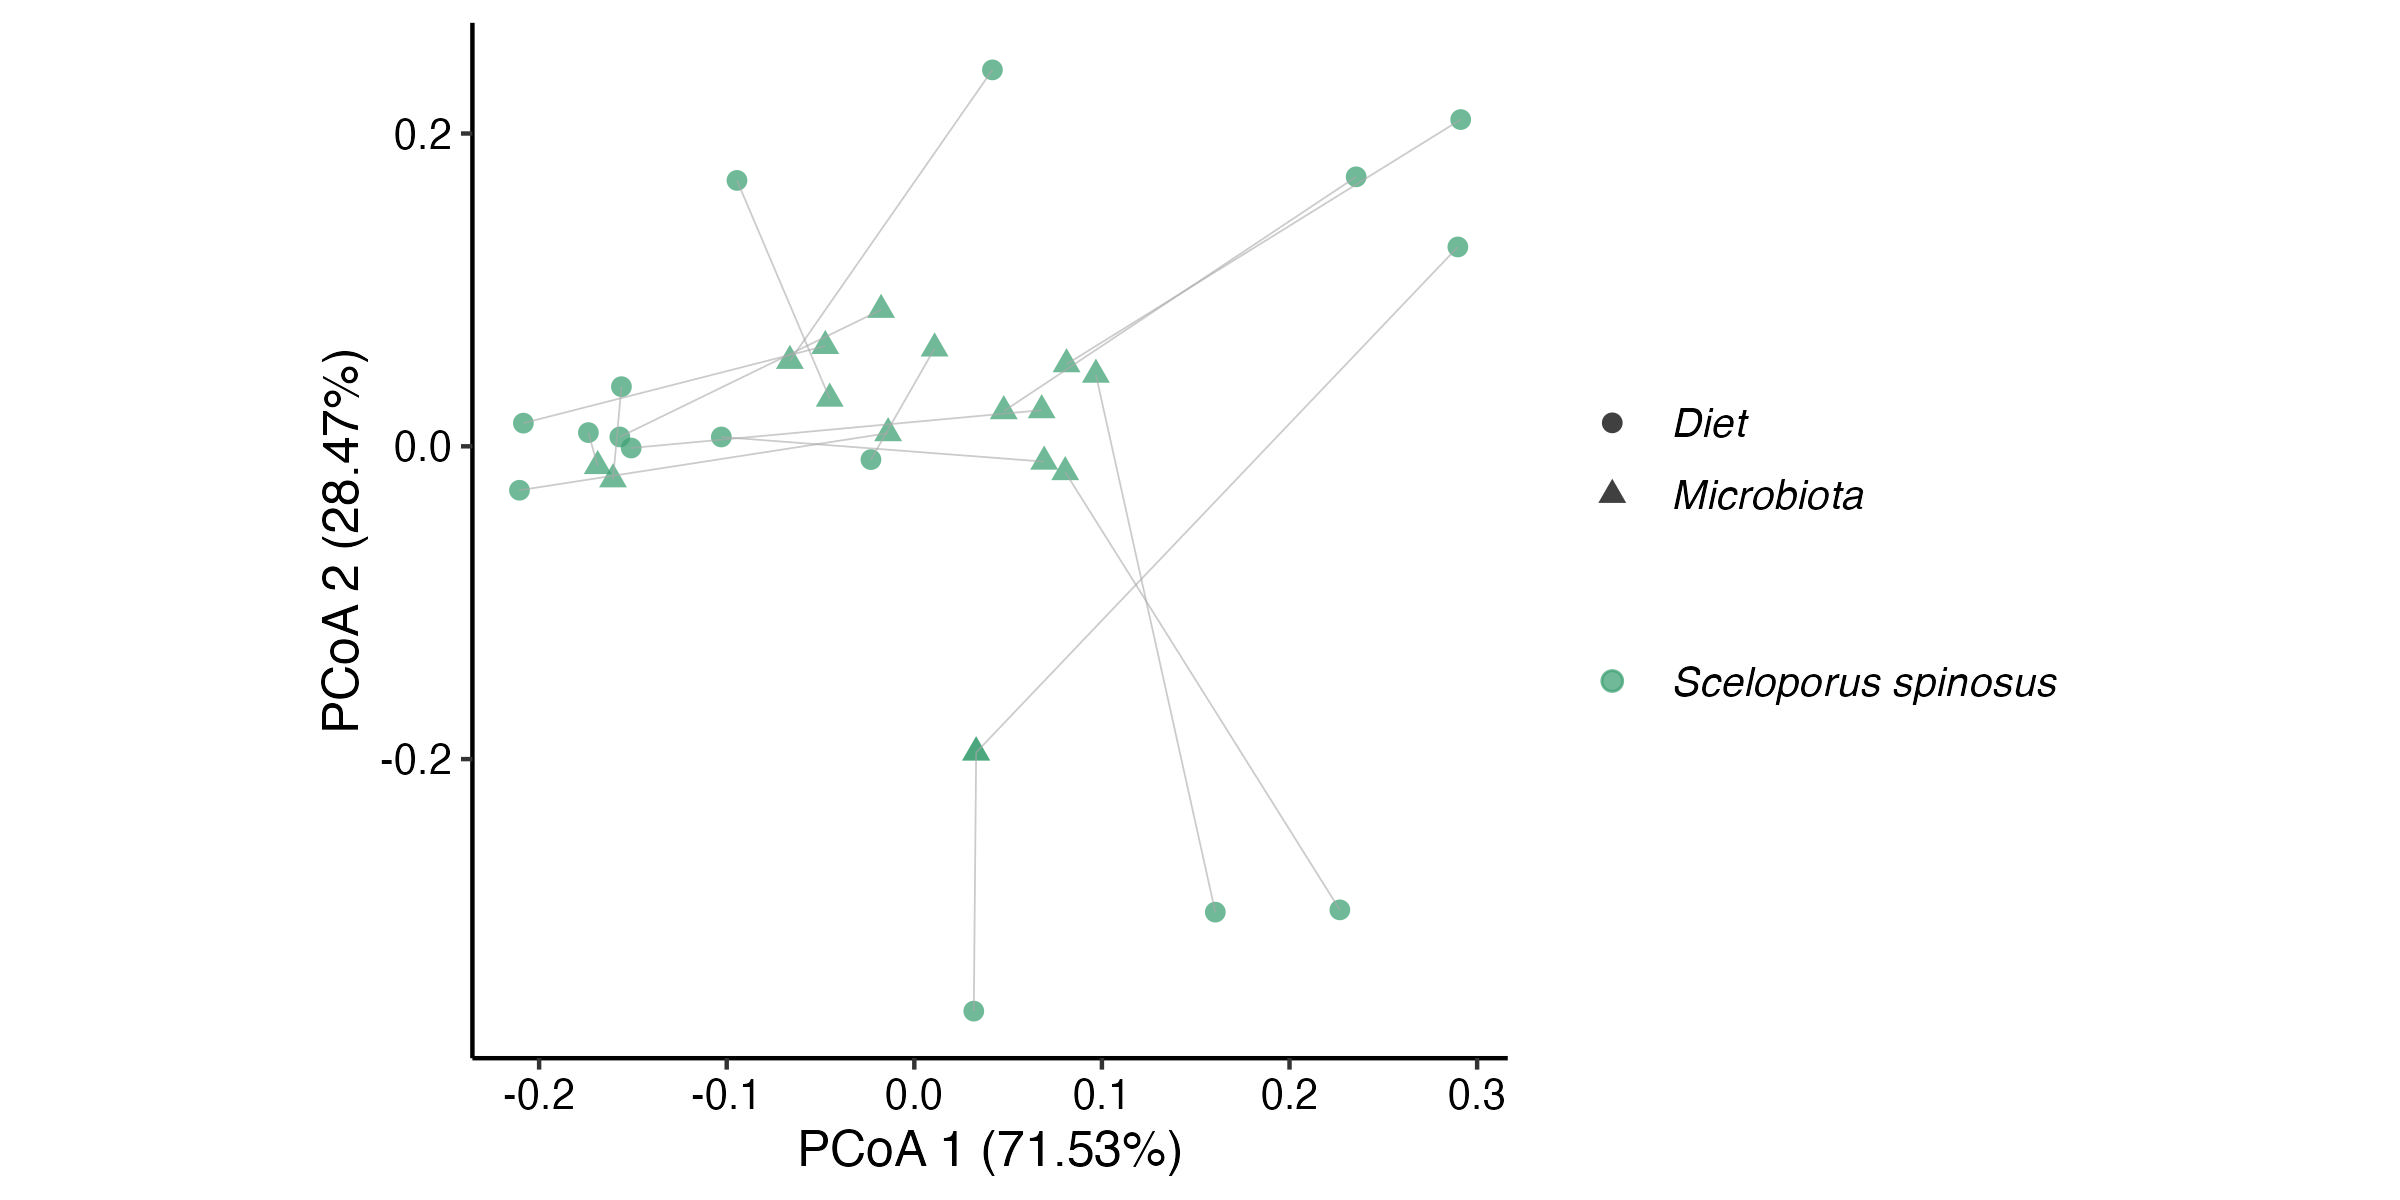 PCoA 2 (28.47%)
0.2
0.0
-0.2
-0.2 -0.1 0.0 0.1 0.2 0.3
PCoA 1 (71.53%)
Diet
Microbiota
Sceloporus spinosus